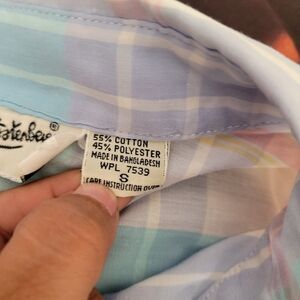 55% COTTON
45% POLYESTER
MADE IN BANGLADESH
WPL 7539
S
CARE INSTRUCTION OVER